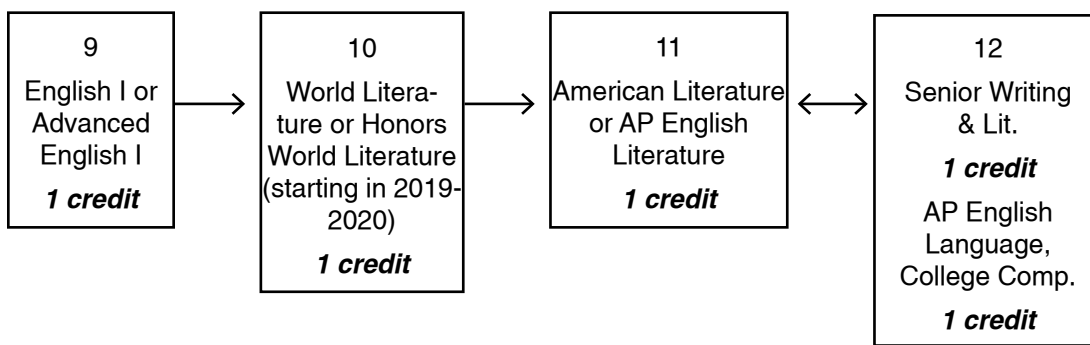 9
English I or
Advanced
English I
1 credit
10
World Litera-
ture or Honors
World Literature
(starting in 2019-
2020)
1 credit
11
American Literature
or AP English
Literature
1 credit
12
Senior Writing
& Lit.
1 credit
AP English
Language,
College Comp.
1 credit